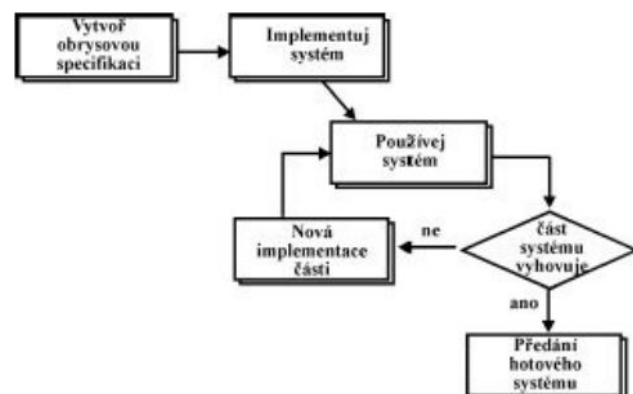 Vytvoř
obrysovou
specifikaci
Implementuj
systém
Používej
systém
část
systému
vyhovuje
ne
Nová
implementace
části
ano
Předání
hotového
systému